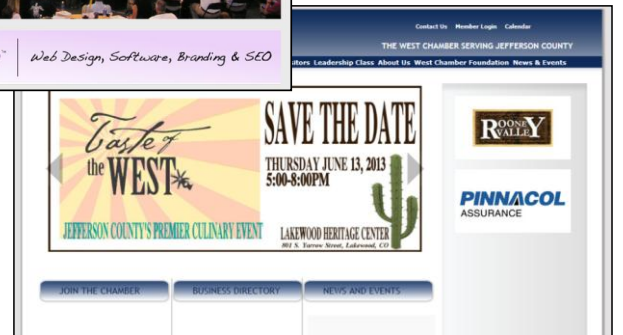 Web Design, Software, Branding & SEO
Contact Us Member Login Calendar
THE WEST CHAMBER SERVING JEFFERSON COUNTY
Leadership Class About Us West Chamber Foundation News & Events
Taste of
the WEST
JEFFERSON COUNTY'S PREMIER CULINARY EVENT
SAVE THE DATE
THURSDAY JUNE 13, 2013
5:00-8:00PM
LAKEWOOD HERITAGE CENTER
801 S. Yarrow Street, Lakewood, CO
ROONEY
VALLEY
PINNACOL
ASSURANCE
JOIN THE CHAMBER
BUSINESS DIRECTORY
NEWS AND EVENTS